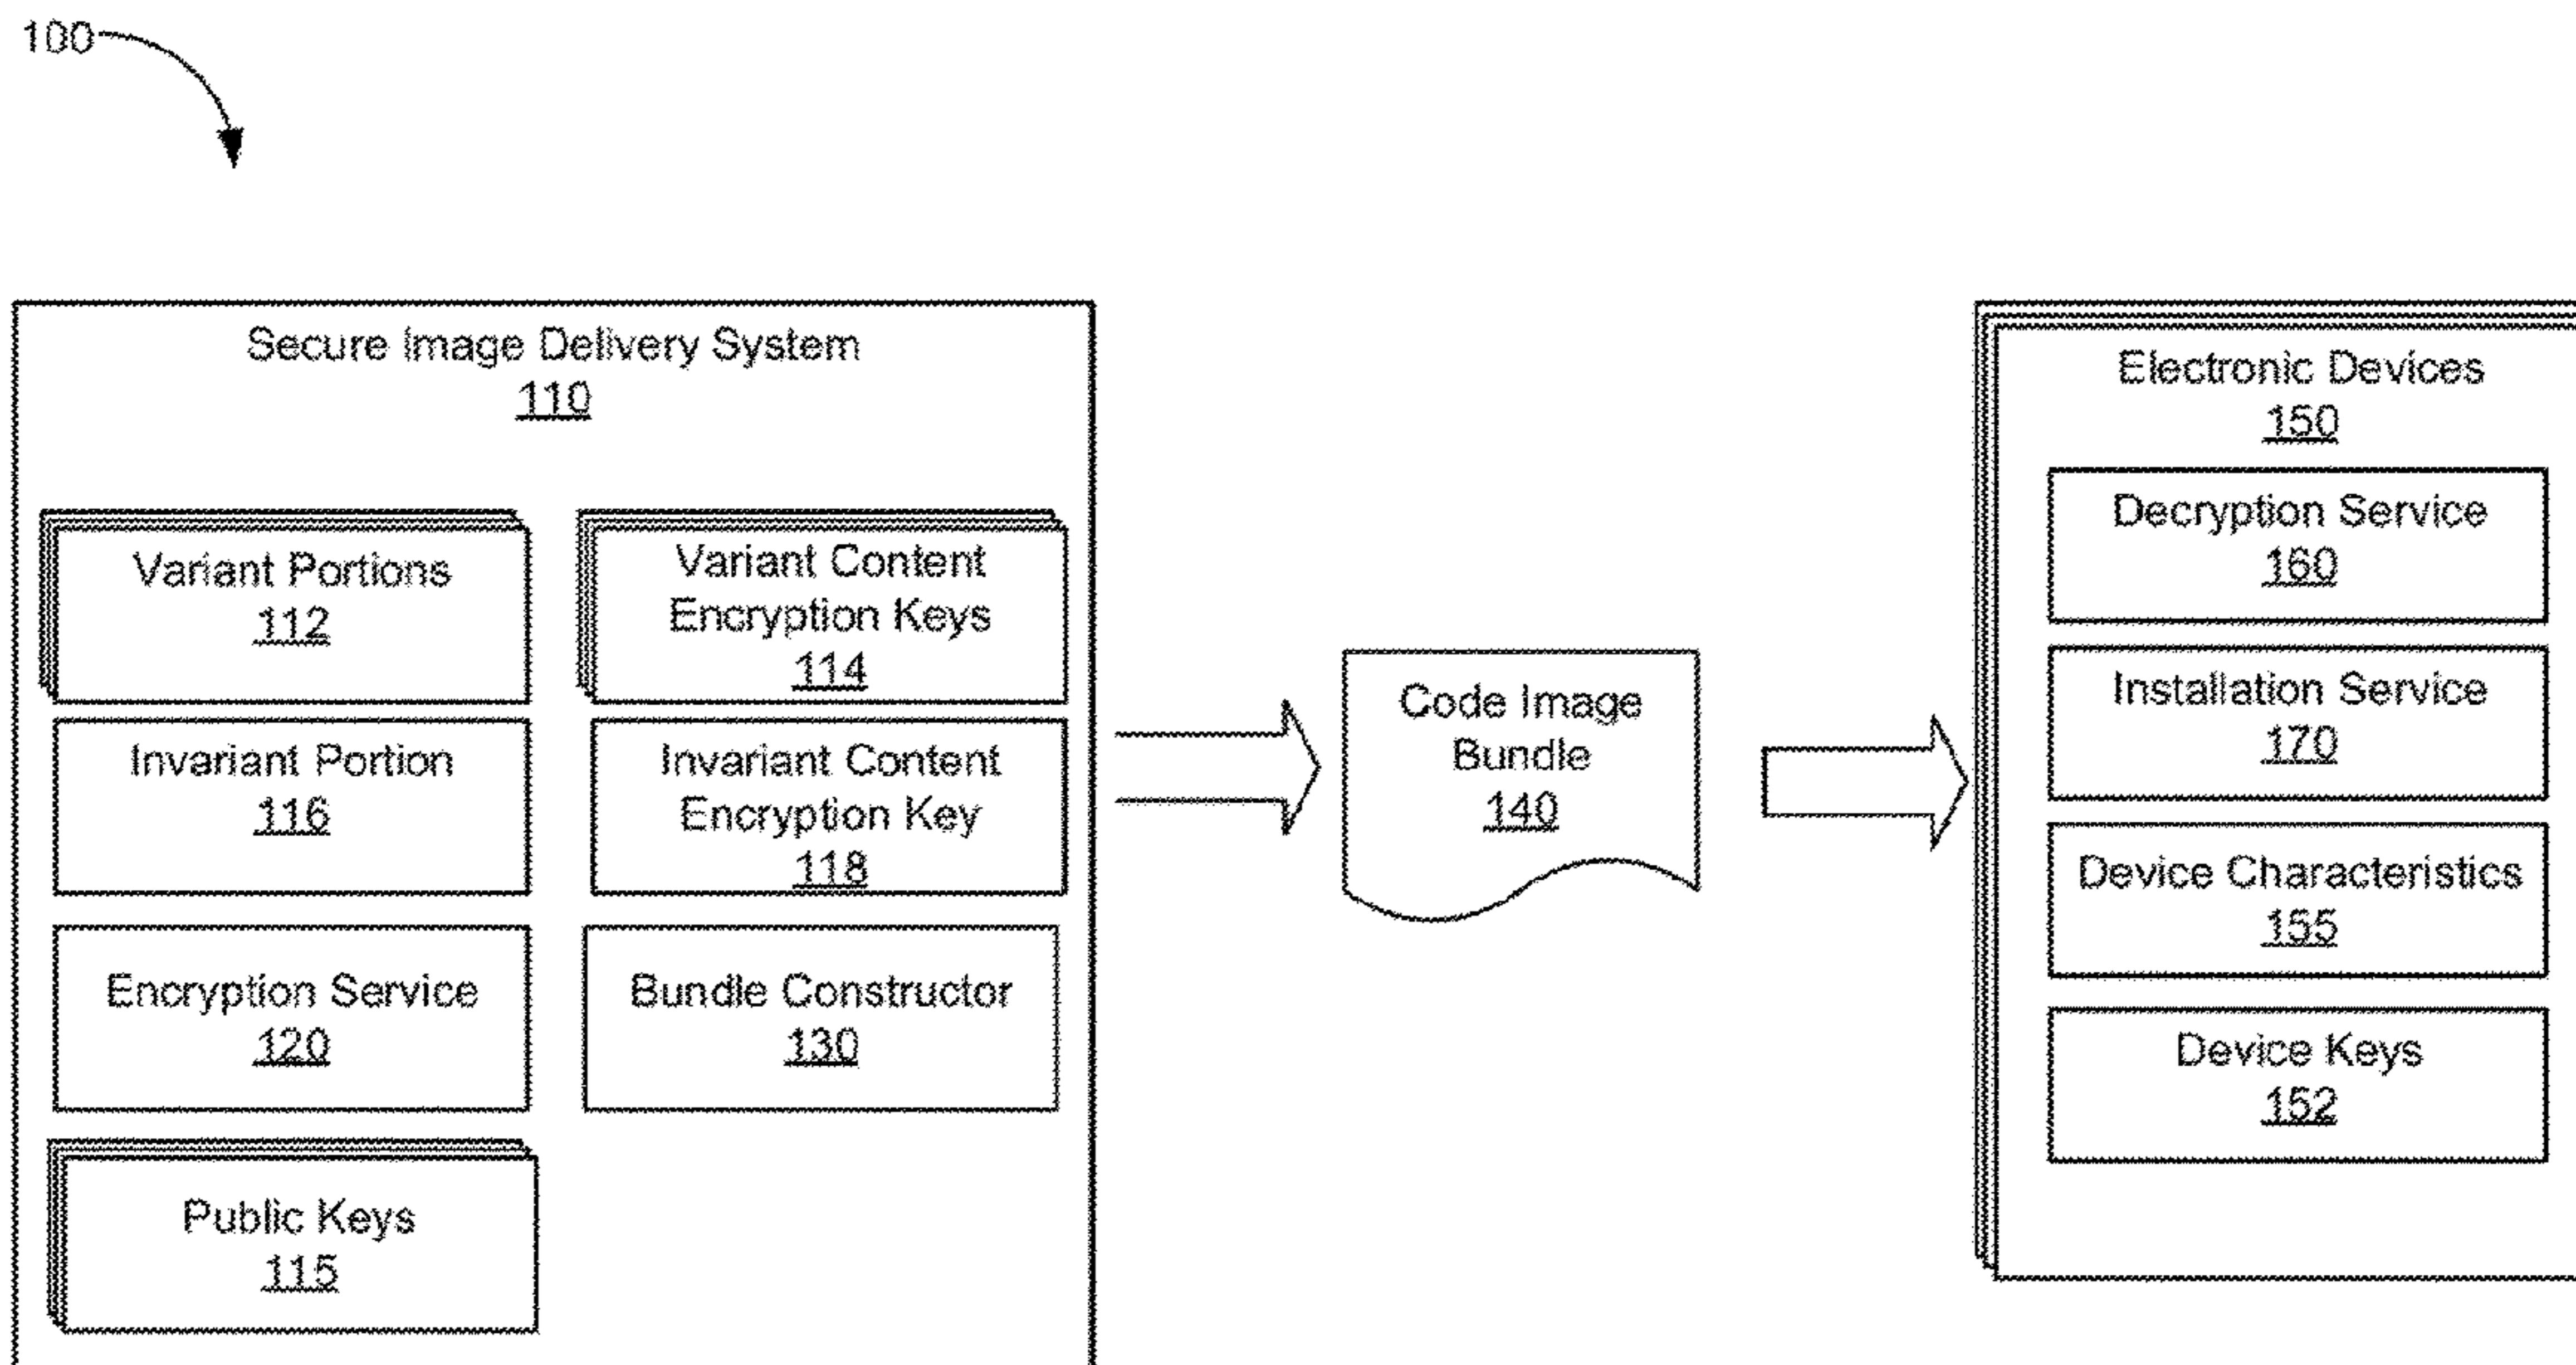 100
Secure Image Delivery System
110
Variant Portions
112
Variant Content
Encryption Keys
114
Invariant Portion
116
Invariant Content
Encryption Key
118
Encryption Service
120
Bundle Constructor
130
Public Keys
115
Code Image
Bundle
140
Electronic Devices
150
Decryption Service
160
Installation Service
170
Device Characteristics
155
Device Keys
152